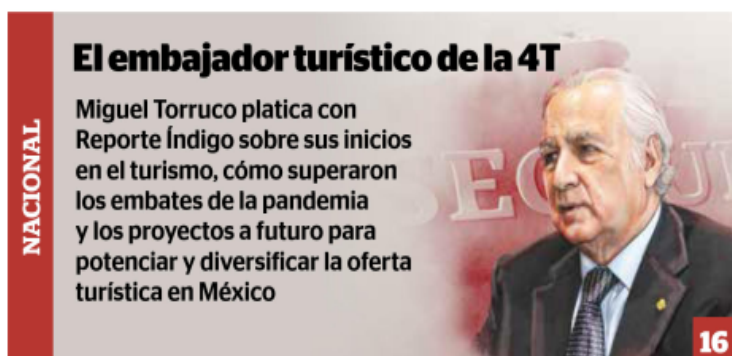 NACIONAL
El embajador turístico de la 4T
Miguel Torruco platica con
Reporte Índigo sobre sus inicios
en el turismo, cómo superaron
los embates de la pandemia
y los proyectos a futuro para
potenciar y diversificar la oferta
turística en México
SEGUR
16